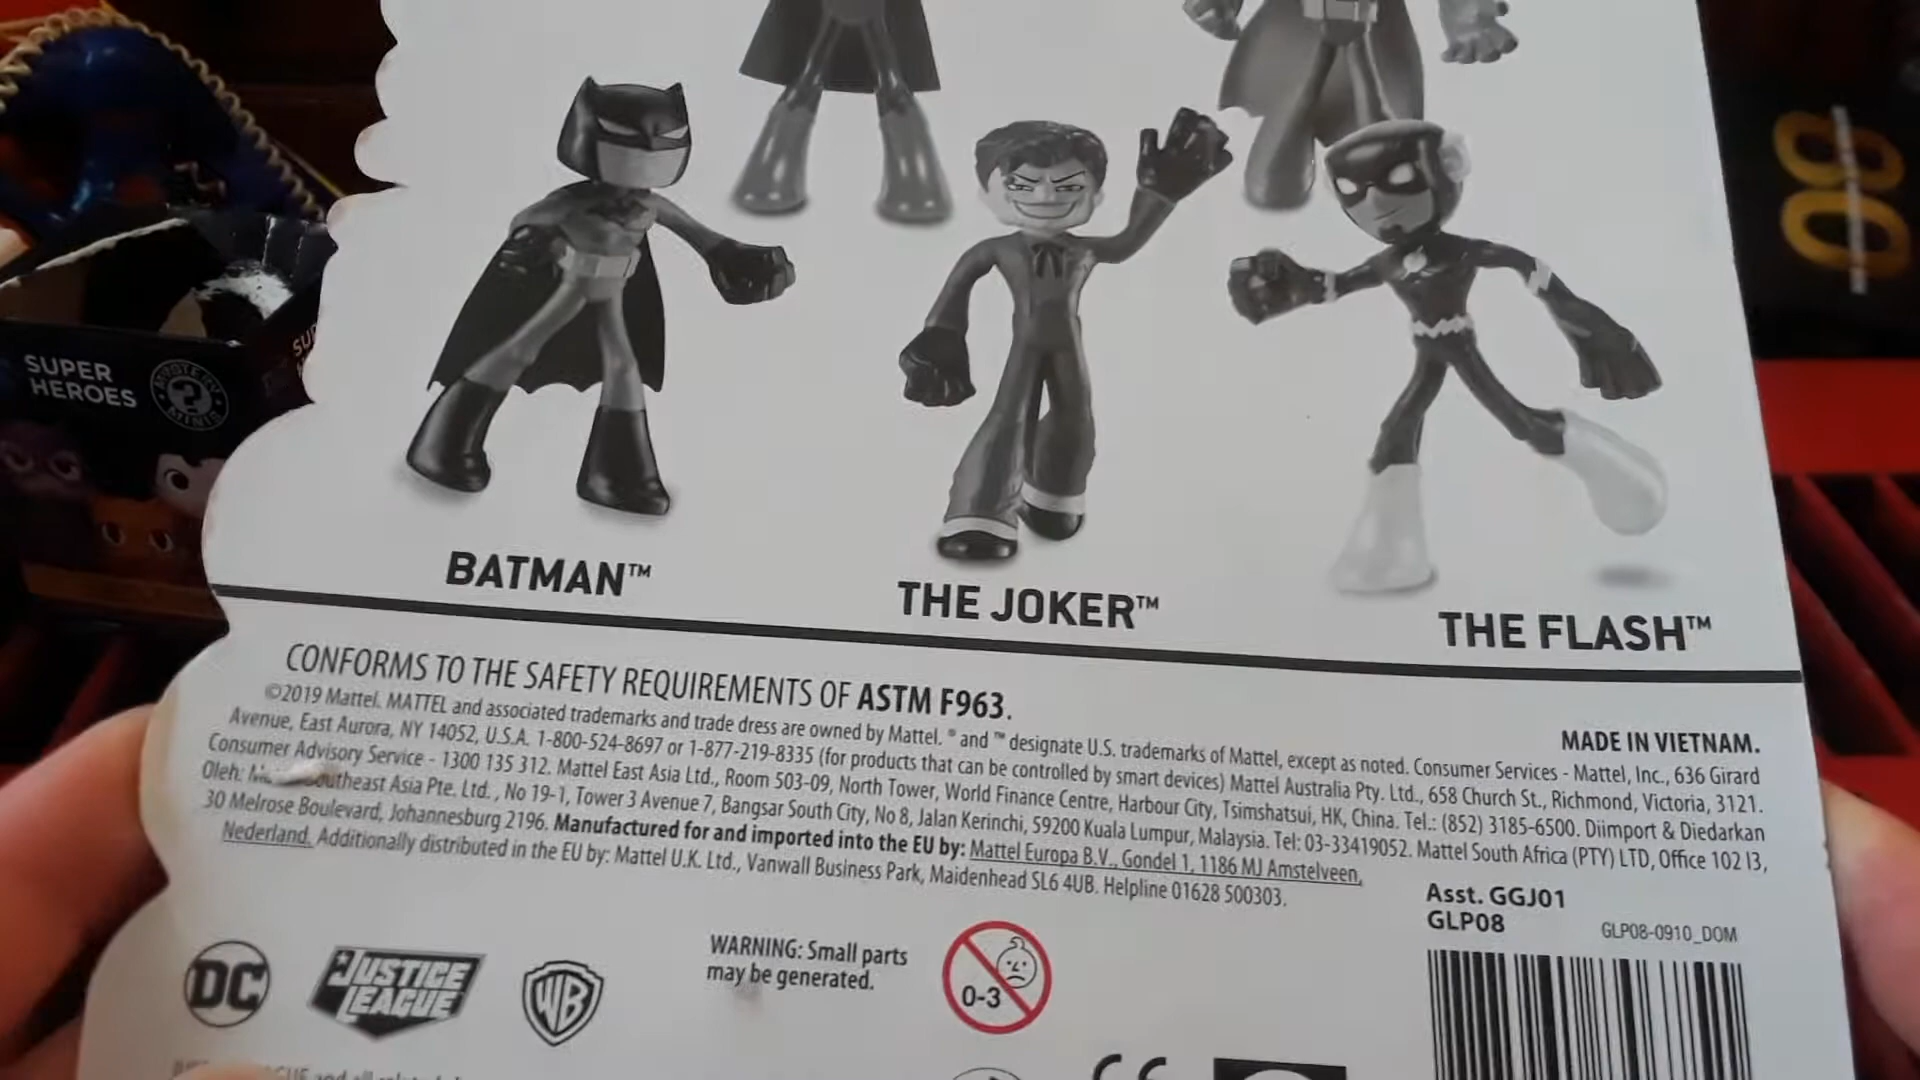 SUPER
HEROES
MYSTERY
MINIS
?
80
BATMAN™
THE JOKER™
THE FLASH™
CONFORMS TO THE SAFETY REQUIREMENTS OF ASTM F963.
MADE IN VIETNAM.
©2019 Mattel. MATTEL and associated trademarks and trade dress are owned by Mattel. ® and ™ designate U.S. trademarks of Mattel, except as noted. Consumer Services - Mattel, Inc., 636 Girard
Avenue, East Aurora, NY 14052, U.S.A. 1-800-524-8697 or 1-877-219-8335 (for products that can be controlled by smart devices) Mattel Australia Pty. Ltd., 658 Church St., Richmond, Victoria, 3121.
Consumer Advisory Service - 1300 135 312. Mattel East Asia Ltd., Room 503-09, North Tower, World Finance Centre, Harbour City, Tsimshatsui, HK, China. Tel.: (852) 3185-6500. Diimport & Diedarkan
Oleh: Southeast Asia Pte. Ltd., No 19-1, Tower 3 Avenue 7, Bangsar South City, No 8, Jalan Kerinchi, 59200 Kuala Lumpur, Malaysia. Tel: 03-33419052. Mattel South Africa (PTY) LTD, Office 102 I3,
30 Melrose Boulevard, Johannesburg 2196. Manufactured for and imported into the EU by: Mattel Europa B.V., Gondel 1, 1186 MJ Amstelveen,
Nederland. Additionally distributed in the EU by: Mattel U.K. Ltd., Vanwall Business Park, Maidenhead SL6 4UB. Helpline 01628 500303.
Asst. GGJ01
GLP08
GLP08-0910_DOM
DC
JUSTICE
LEAGUE
WB
WARNING: Small parts
may be generated.
0-3
CE